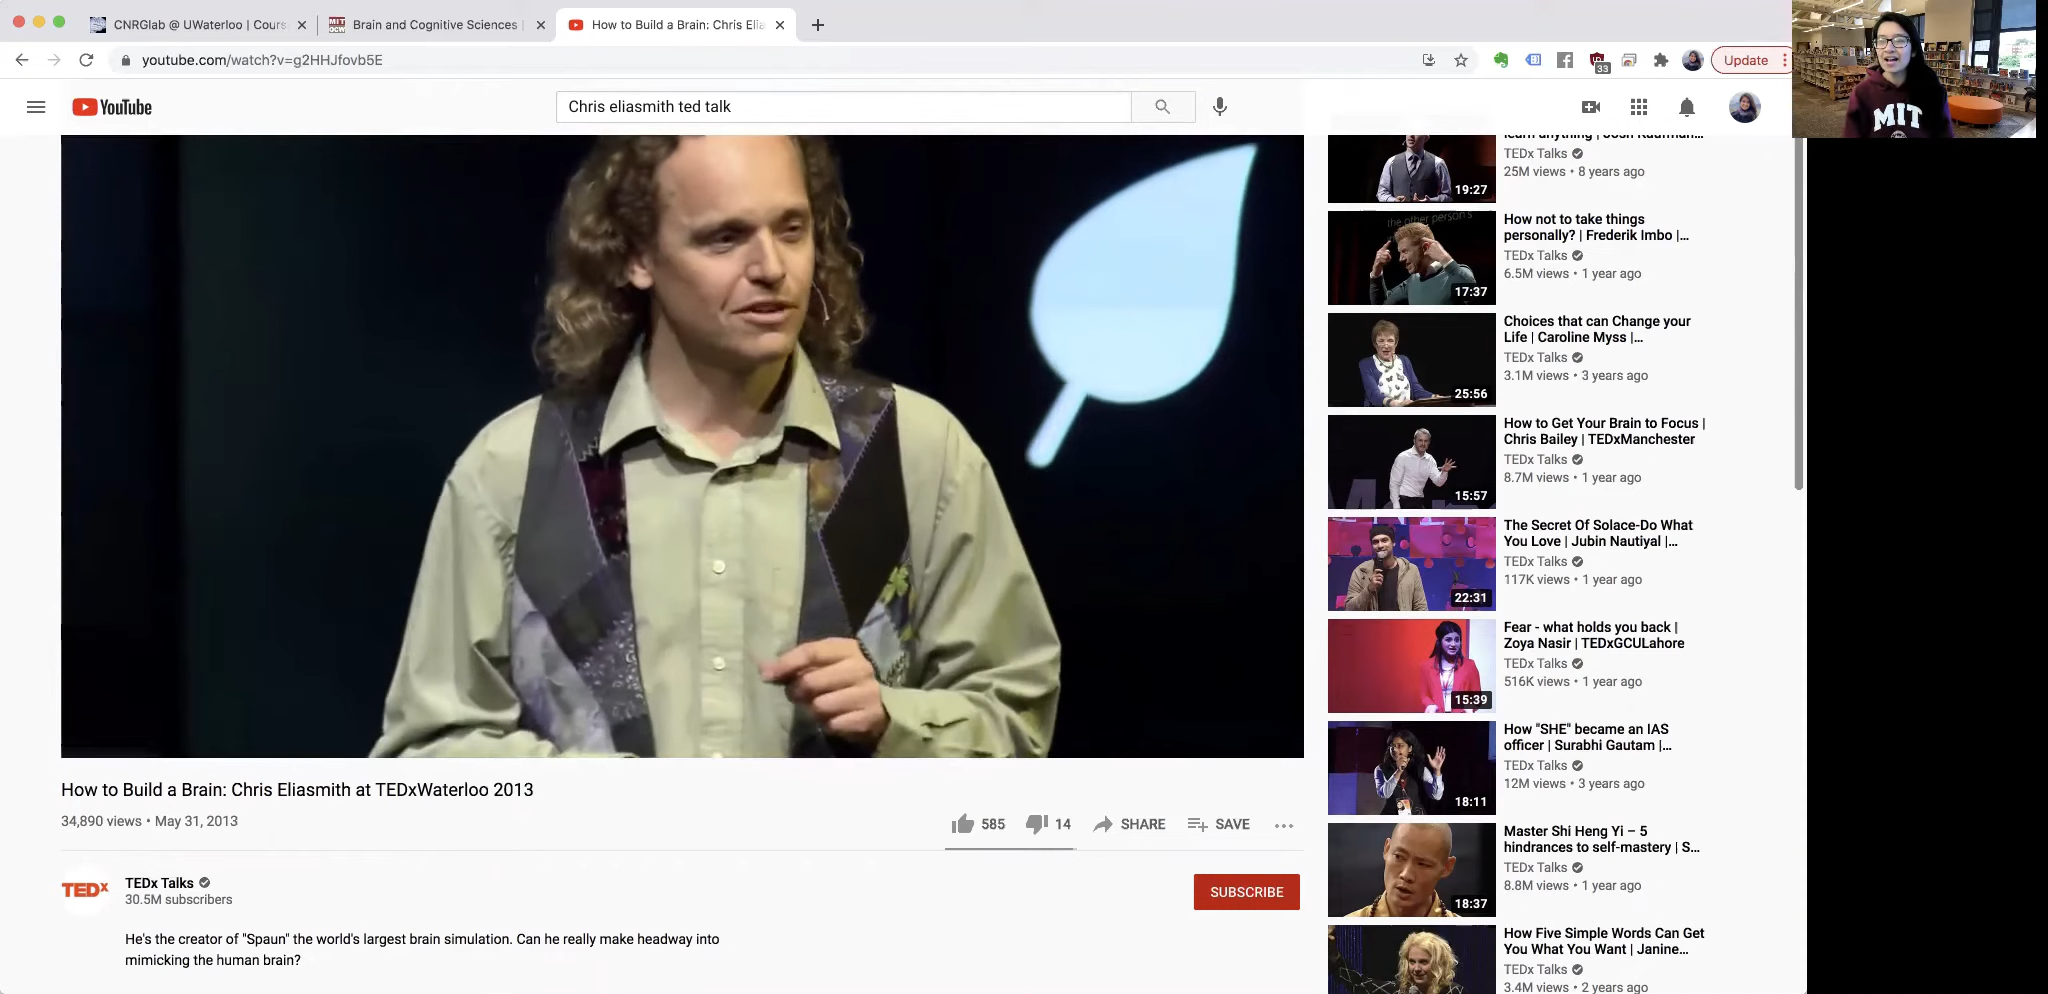 CNRGlab @ UWaterloo | Cours
Brain and Cognitive Sciences |
How to Build a Brain: Chris Elia
youtube.com/watch?v=g2HHJfovb5E
33
Update
YouTube
Chris eliasmith ted talk
MIT
TEDx Talks
25M views • 8 years ago
19:27
the other person's
How not to take things
personally? | Frederik Imbo |...
TEDx Talks
6.5M views • 1 year ago
17:37
Choices that can Change your
Life | Caroline Myss |...
TEDx Talks
3.1M views • 3 years ago
25:56
How to Get Your Brain to Focus |
Chris Bailey | TEDxManchester
TEDx Talks
8.7M views • 1 year ago
15:57
The Secret Of Solace-Do What
You Love | Jubin Nautiyal |...
TEDx Talks
117K views • 1 year ago
22:31
Fear - what holds you back |
Zoya Nasir | TEDxGCULahore
TEDx Talks
516K views • 1 year ago
15:39
How "SHE" became an IAS
officer | Surabhi Gautam |...
TEDx Talks
12M views • 3 years ago
18:11
Master Shi Heng Yi – 5
hindrances to self-mastery | S...
TEDx Talks
8.8M views • 1 year ago
18:37
How Five Simple Words Can Get
You What You Want | Janine...
TEDx Talks
3.4M views • 2 years ago
How to Build a Brain: Chris Eliasmith at TEDxWaterloo 2013
34,890 views • May 31, 2013
585
14
SHARE
SAVE
TEDx
TEDx Talks
30.5M subscribers
SUBSCRIBE
He's the creator of "Spaun" the world's largest brain simulation. Can he really make headway into
mimicking the human brain?